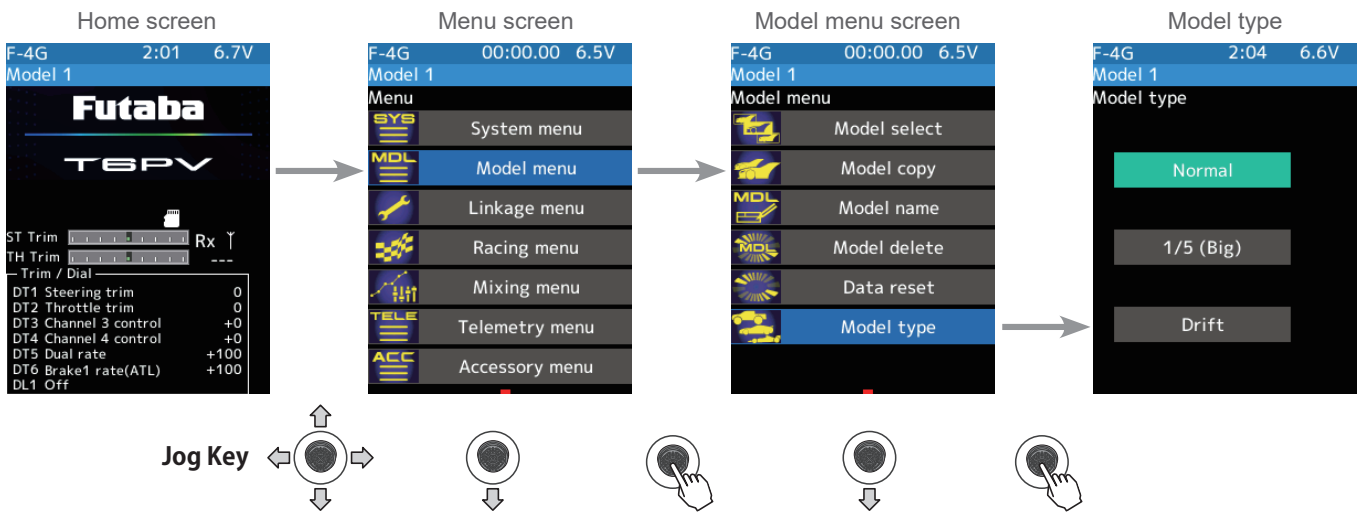 Home screen
F-4G 2:01 6.7V
Model 1
Futaba
T6PV
ST Trim
Rx
TH Trim
---
Trim / Dial
DT1 Steering trim 0
DT2 Throttle trim 0
DT3 Channel 3 control +0
DT4 Channel 4 control +0
DT5 Dual rate +100
DT6 Brake1 rate(ATL) +100
DL1 Off
Menu screen
F-4G 00:00.00 6.5V
Model 1
Menu
SYS System menu
MDL Model menu
Linkage menu
Racing menu
Mixing menu
TELE Telemetry menu
ACC Accessory menu
Model menu screen
F-4G 00:00.00 6.5V
Model 1
Model menu
Model select
Model copy
MDL Model name
MDL Model delete
Data reset
Model type
Model type
F-4G 2:04 6.6V
Model 1
Model type
Normal
1/5 (Big)
Drift
Jog Key